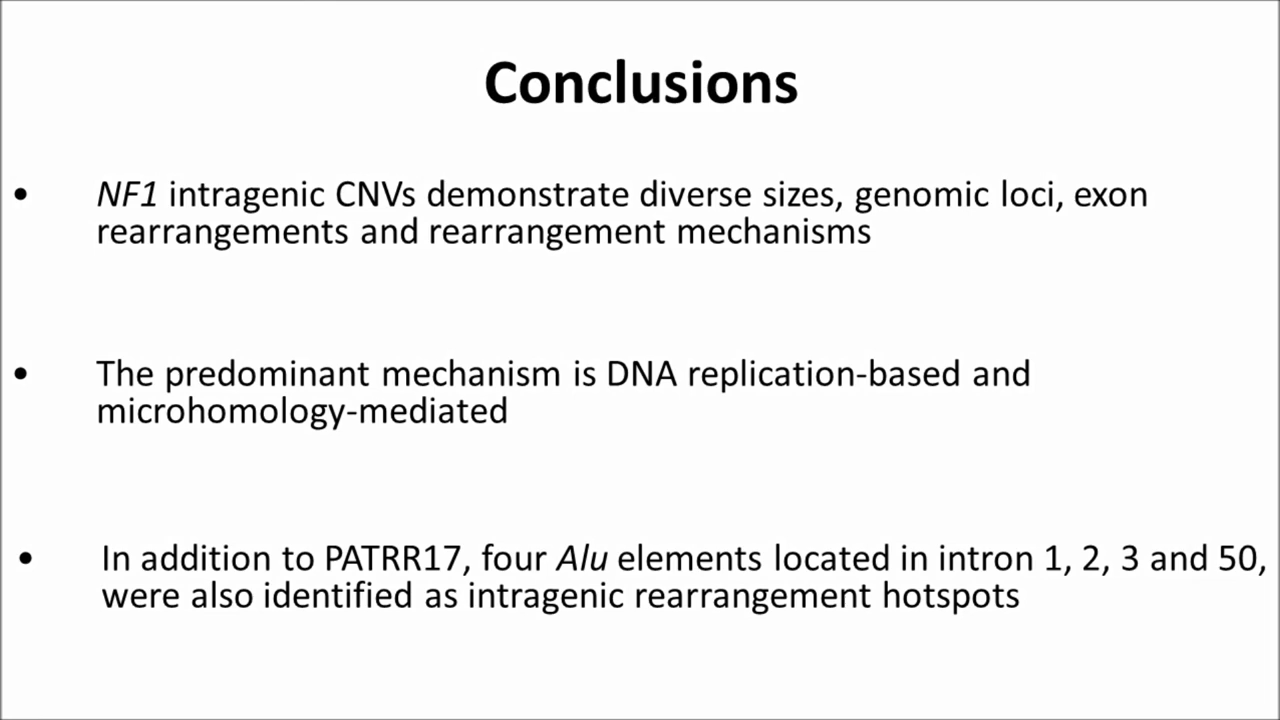 Conclusions
• NF1 intragenic CNVs demonstrate diverse sizes, genomic loci, exon
rearrangements and rearrangement mechanisms
• The predominant mechanism is DNA replication-based and
microhomology-mediated
• In addition to PATRR17, four Alu elements located in intron 1, 2, 3 and 50,
were also identified as intragenic rearrangement hotspots